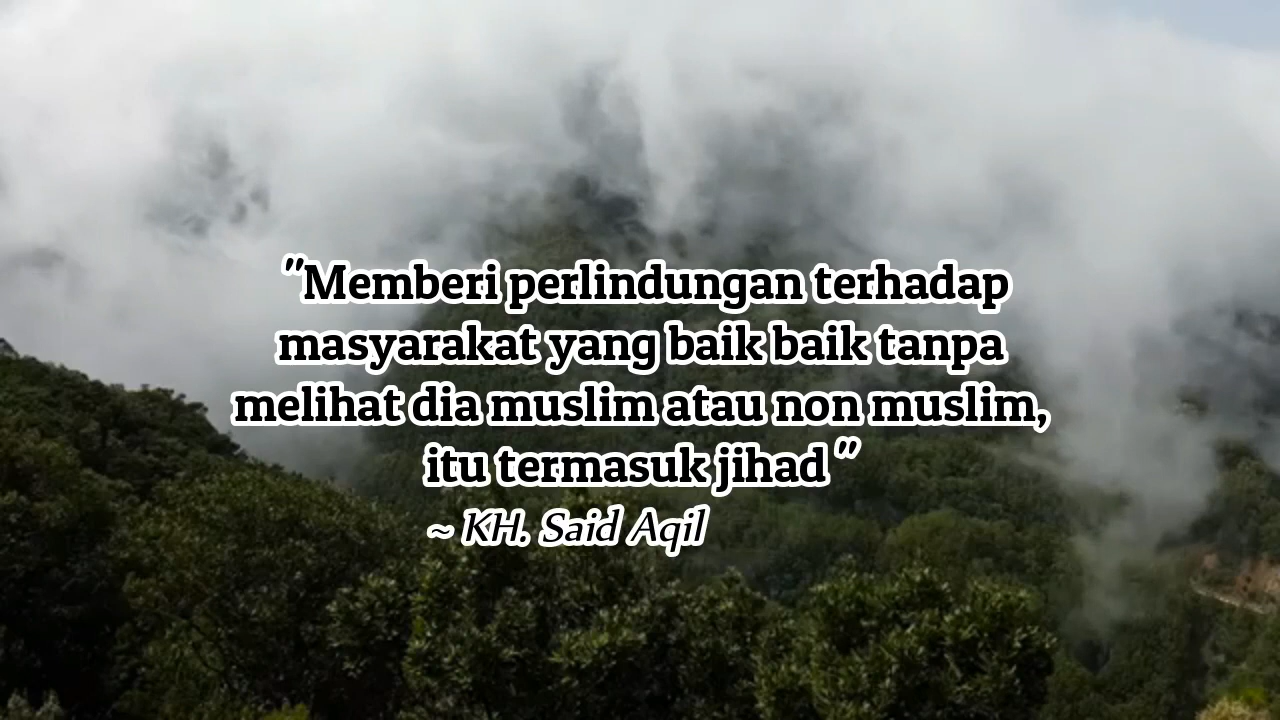 "Memberi perlindungan terhadap
masyarakat yang baik baik tanpa
melihat dia muslim atau non muslim,
itu termasuk jihad"
~ KH. Said Aqil